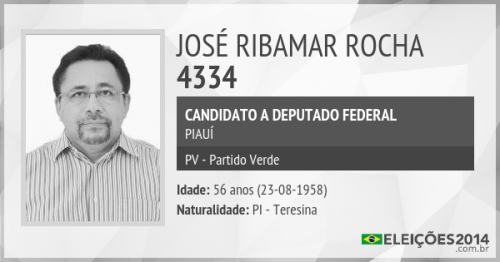 JOSÉ RIBAMAR ROCHA
4334
CANDIDATO A DEPUTADO FEDERAL
PIAUÍ
PV - Partido Verde
Idade: 56 anos (23-08-1958)
Naturalidade: PI - Teresina
ELEIÇÕES2014
.com.br